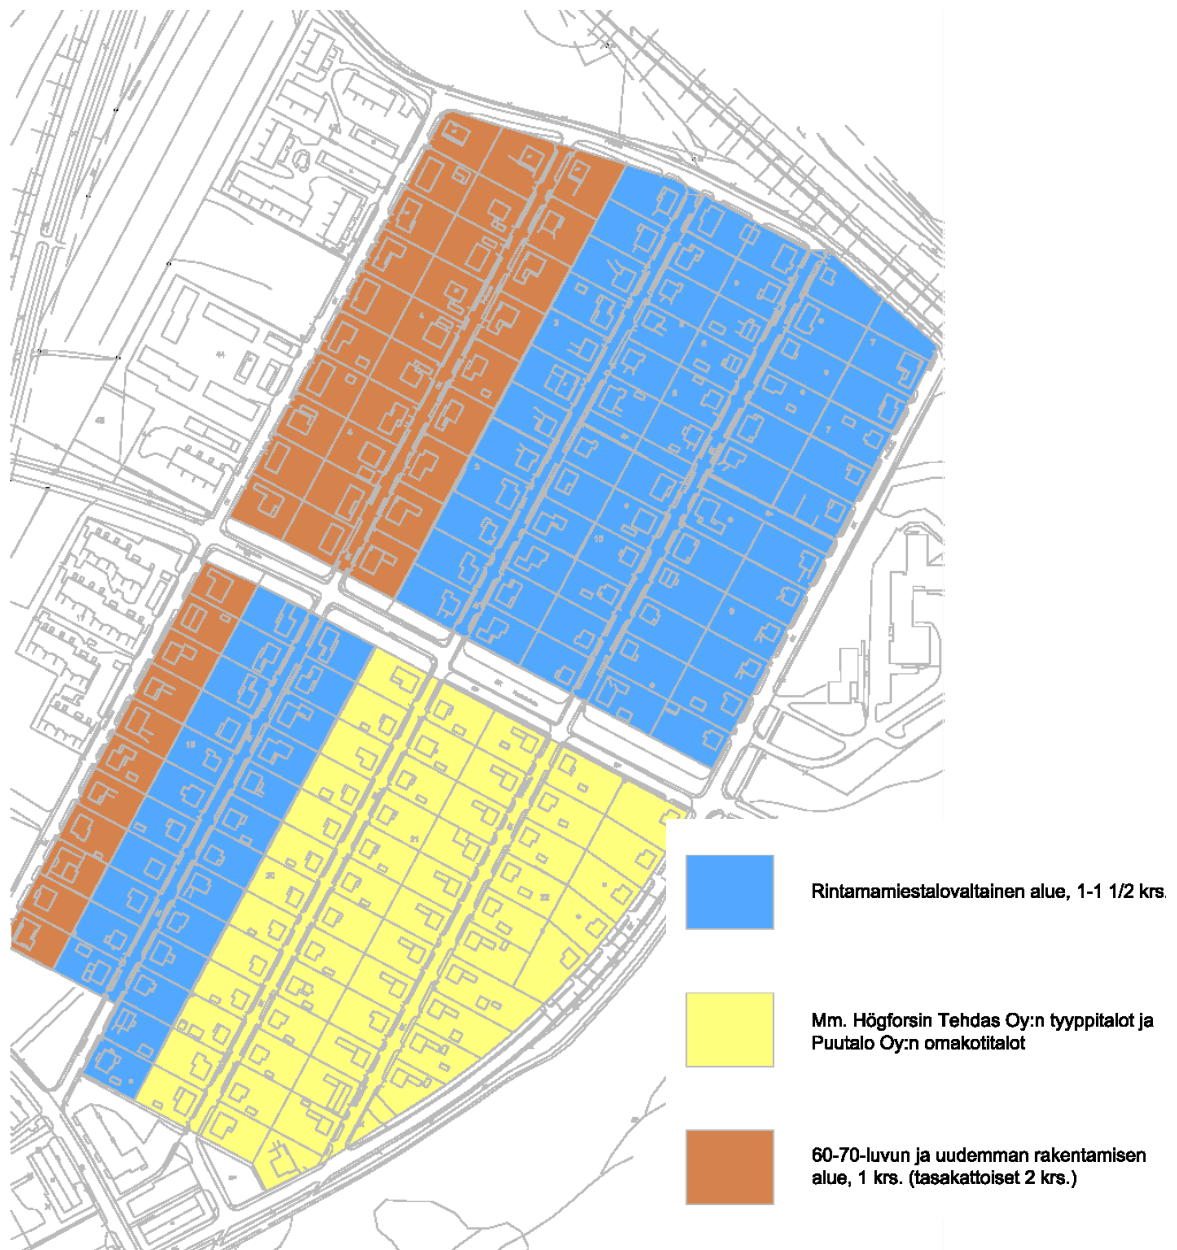 Rintamamiestalovaltainen alue, 1-1 1/2 krs.
Mm. Högforsin Tehdas Oy:n tyyppitalot ja
Puutalo Oy:n omakotitalot
60-70-luvun ja uudemman rakentamisen
alue, 1 krs. (tasakattoiset 2 krs.)